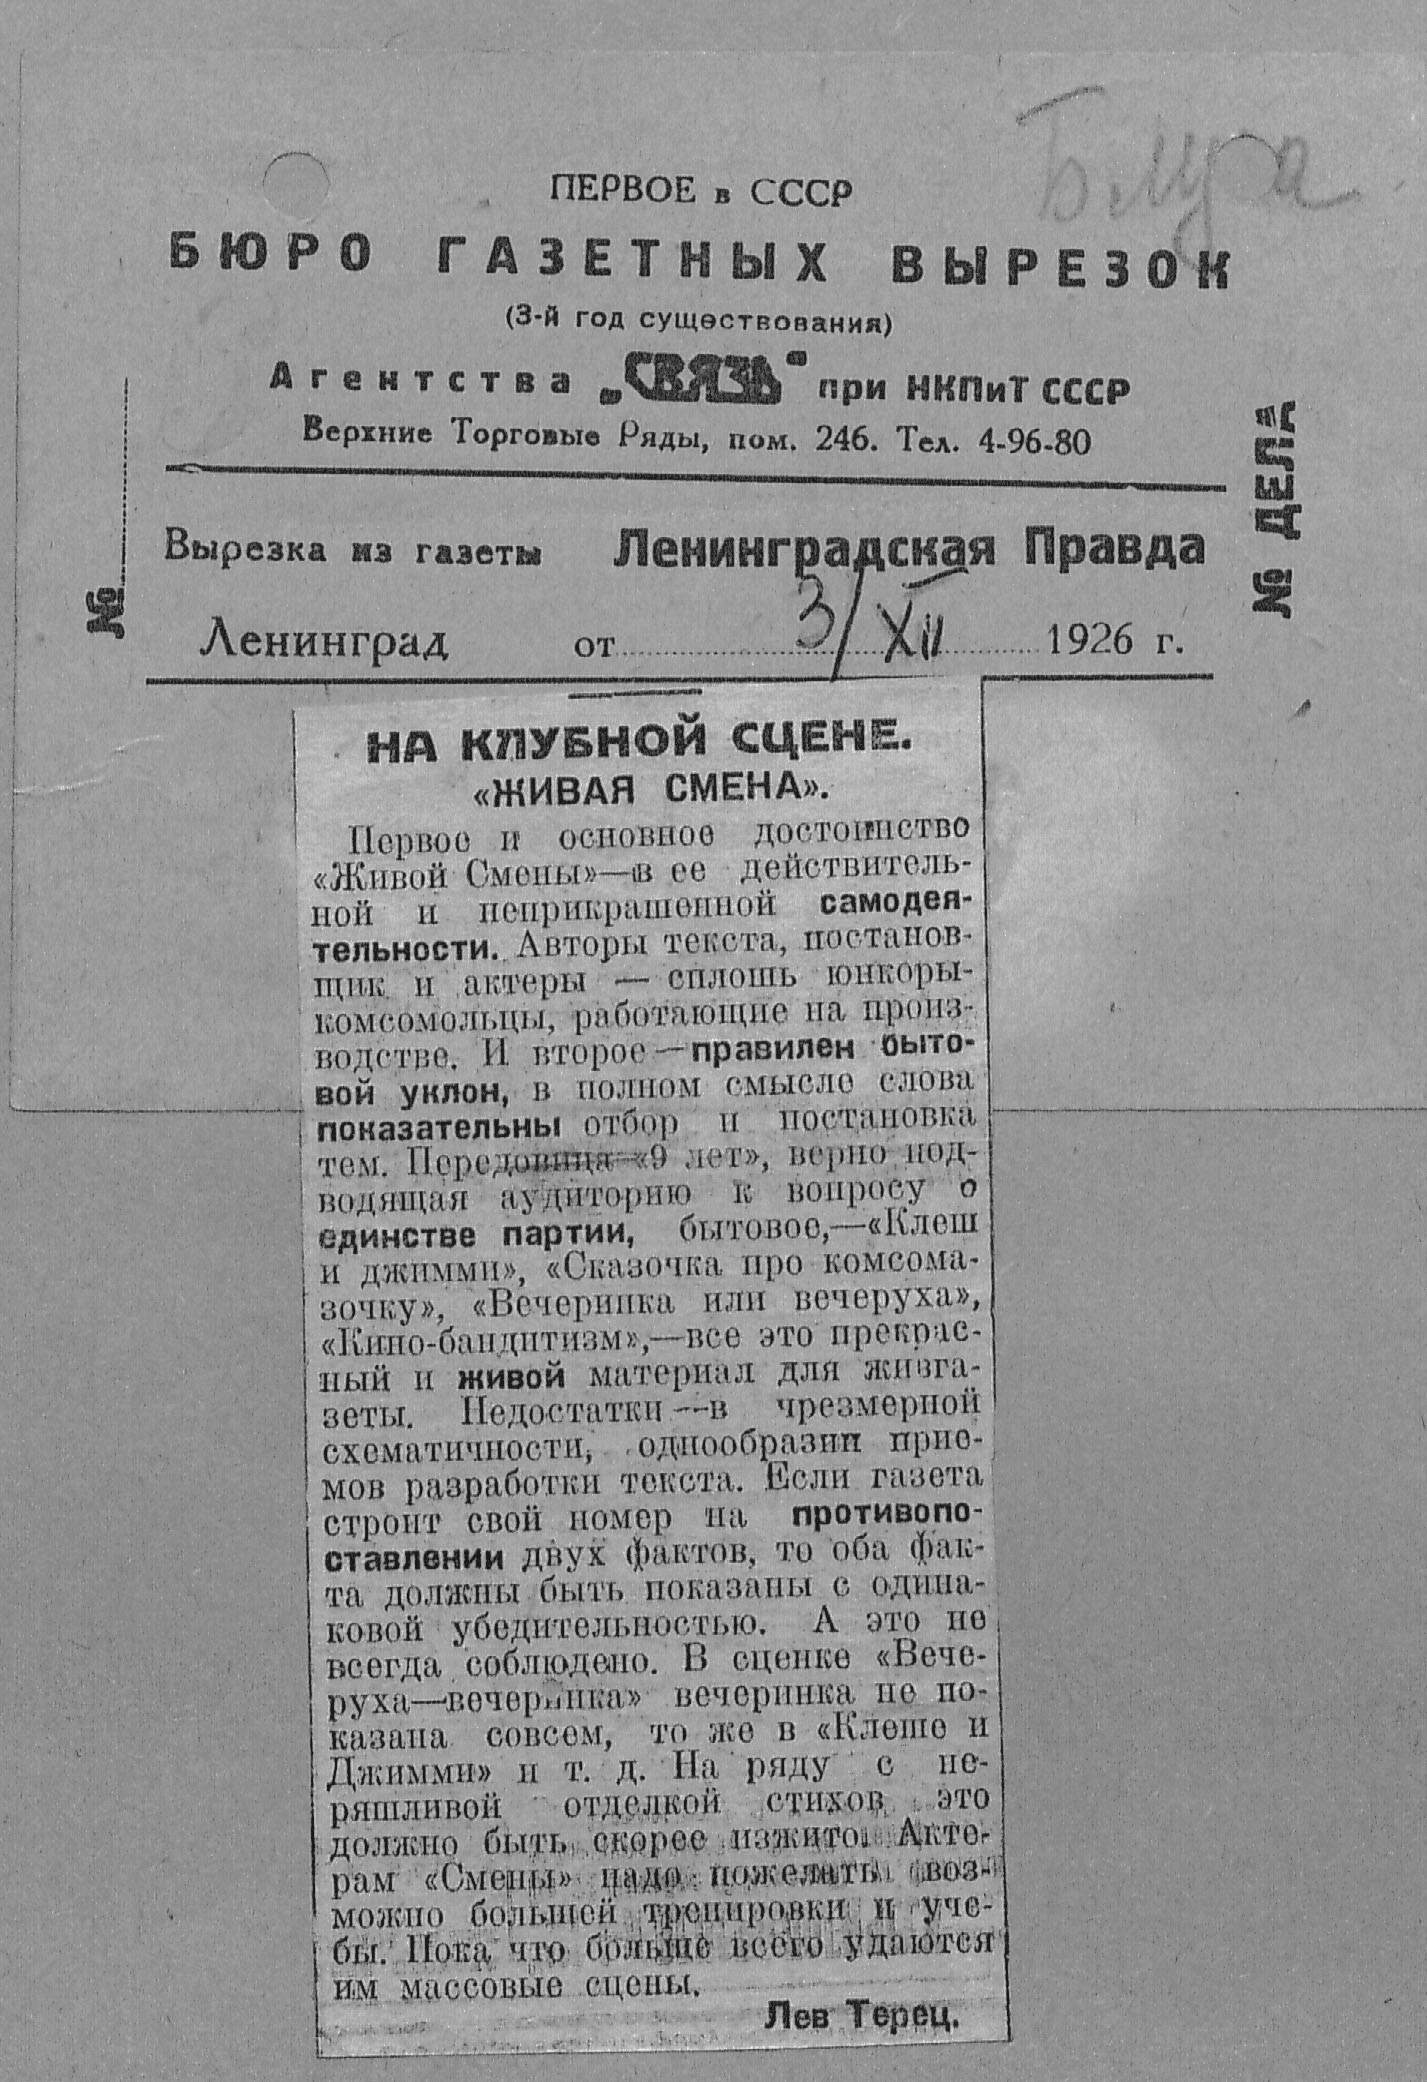 ПЕРВОЕ в СССР
БЮРО ГАЗЕТНЫХ ВЫРЕЗОК
(3-й год существования)
Агентства „СВЯЗЬ" при НКПиТ СССР
Верхние Торговые Ряды, пом. 246. Тел. 4-96-80
№
№ ДЕЛА
Вырезка из газеты Ленинградская Правда
Ленинград от 3/XII 1926 г.
НА КЛУБНОЙ СЦЕНЕ.
«ЖИВАЯ СМЕНА».
Первое и основное достоинство
«Живой Смены»—в ее действитель-
ной и неприкрашенной самодея-
тельности. Авторы текста, постанов-
щик и актеры — сплошь юнкоры-
комсомольцы, работающие на произ-
водстве. И второе—правилен быто-
вой уклон, в полном смысле слова
показательны отбор и постановка
тем. Передовица—«9 лет», верно под-
водящая аудиторию к вопросу о
единстве партии, бытовое,—«Клеш
и джимми», «Сказочка про комсома-
зочку», «Вечеринка или вечеруха»,
«Кино-бандитизм»,—все это прекрас-
ный и живой материал для живга-
зеты. Недостатки—в чрезмерной
схематичности, однообразии прие-
мов разработки текста. Если газета
строит свой номер на противопо-
ставлении двух фактов, то оба фак-
та должны быть показаны с одина-
ковой убедительностью. А это не
всегда соблюдено. В сценке «Вече-
руха—вечеринка» вечеринка не по-
казана совсем, то же в «Клеше и
Джимми» и т. д. На ряду с не-
ряшливой отделкой стихов это
должно быть скорее изжито. Акте-
рам «Смены» надо пожелать воз-
можно большей тренировки и уче-
бы. Пока что больше всего удаются
им массовые сцены.
Лев Терец.